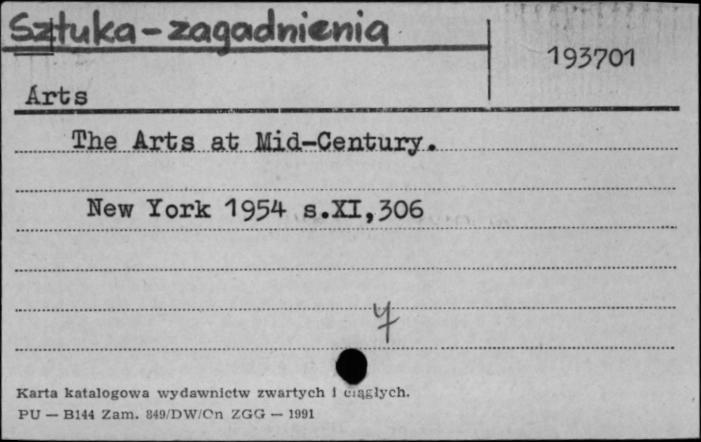 Sztuka - zagadnienia
193701
Arts
The Arts at Mid-Century.
New York 1954 s.XI,306
Karta katalogowa wydawnictw zwartych i ciągłych.
PU — B144 Zam. 849/DW/Cn ZGG — 1991